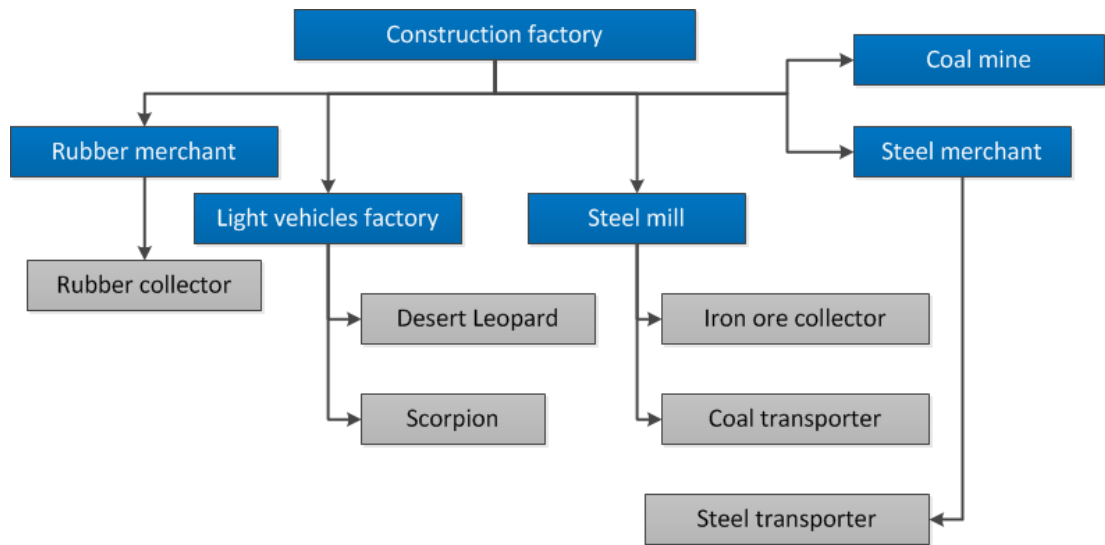 Construction factory
Coal mine
Rubber merchant
Steel merchant
Light vehicles factory
Steel mill
Rubber collector
Desert Leopard
Iron ore collector
Scorpion
Coal transporter
Steel transporter